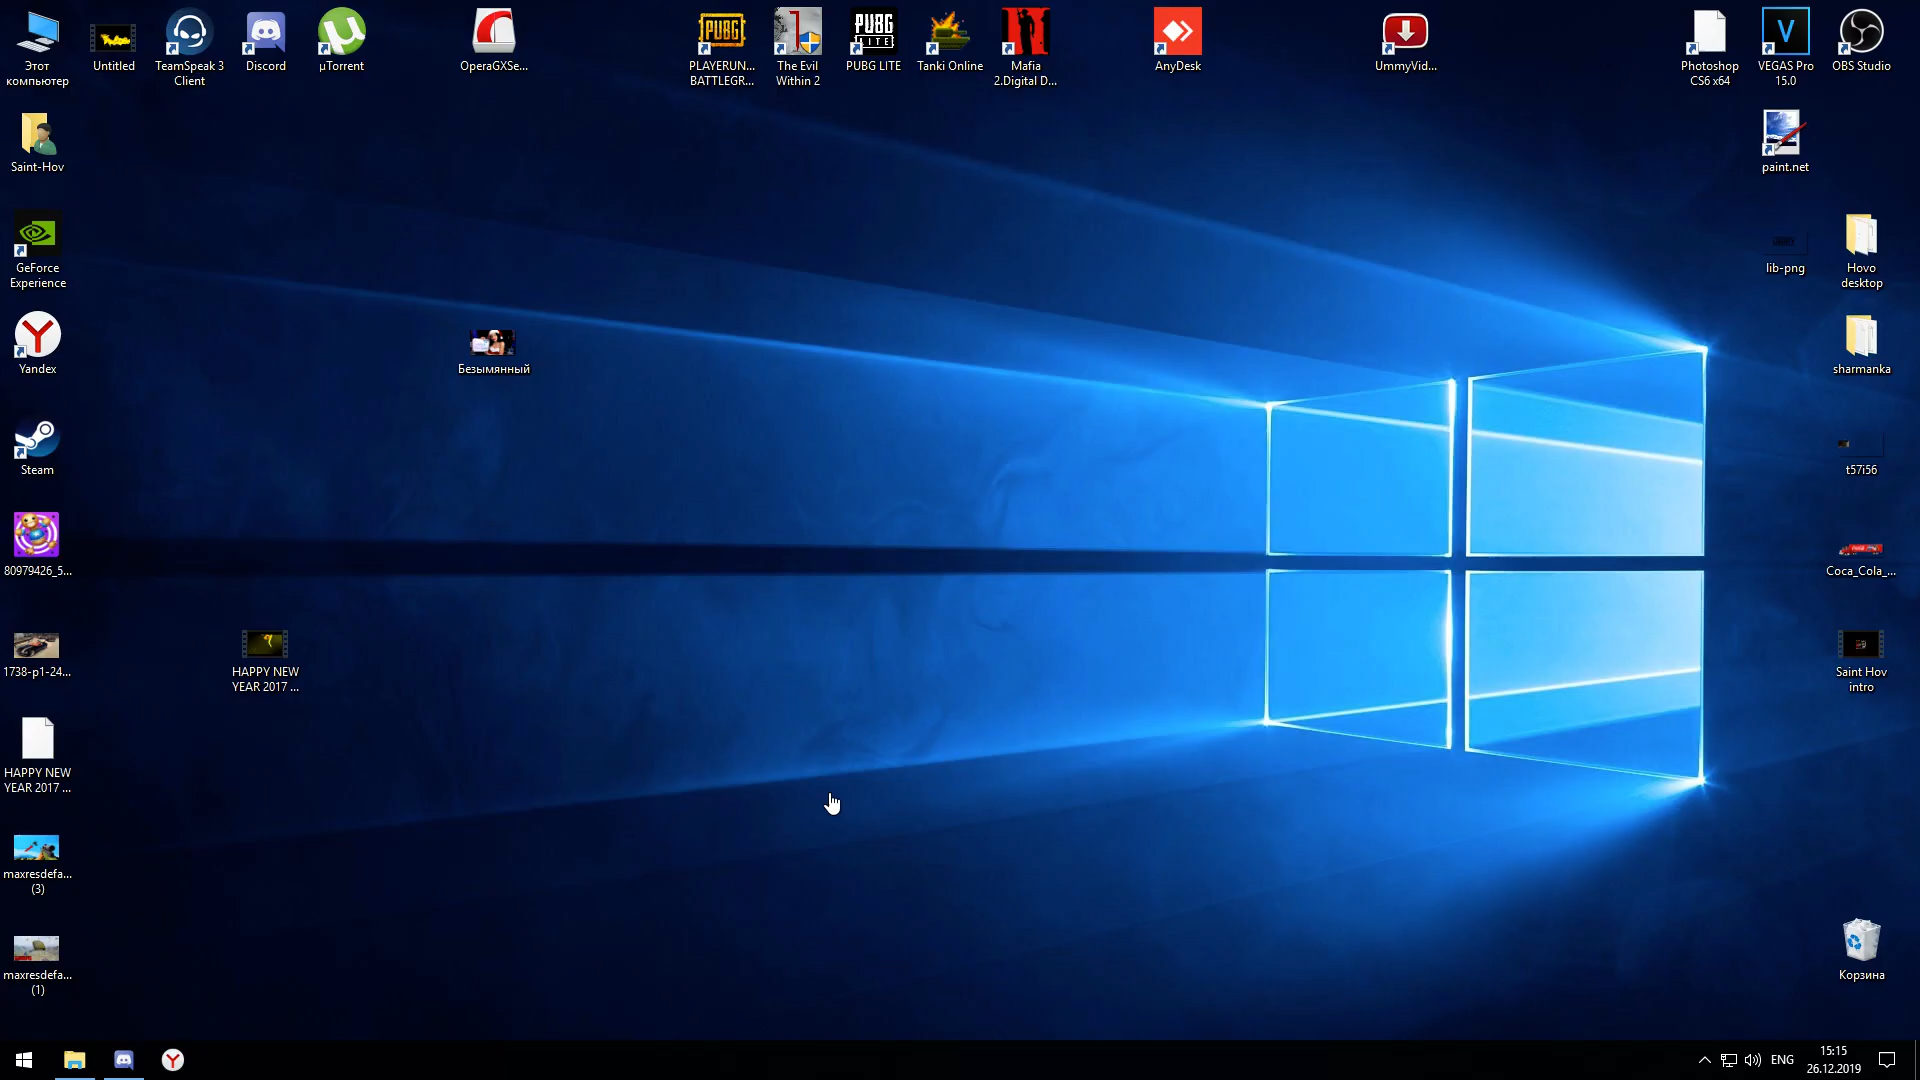 Этот
компьютер
Untitled
TeamSpeak 3
Client
Discord
µTorrent
OperaGXSe...
PUBG
PLAYERUN...
BATTLEGR...
The Evil
Within 2
PUBG
LITE
PUBG LITE
Tanki Online
Mafia
2.Digital D...
AnyDesk
UmmyVid...
Photoshop
CS6 x64
V
VEGAS Pro
15.0
OBS Studio
Saint-Hov
paint.net
GeForce
Experience
lib-png
Hovo
desktop
Yandex
Безымянный
sharmanka
Steam
t57i56
80979426_5...
Coca_Cola_...
1738-p1-24...
HAPPY NEW
YEAR 2017 ...
Saint Hov
intro
HAPPY NEW
YEAR 2017 ...
maxresdefa...
(3)
maxresdefa...
(1)
Корзина
ENG
15:15
26.12.2019